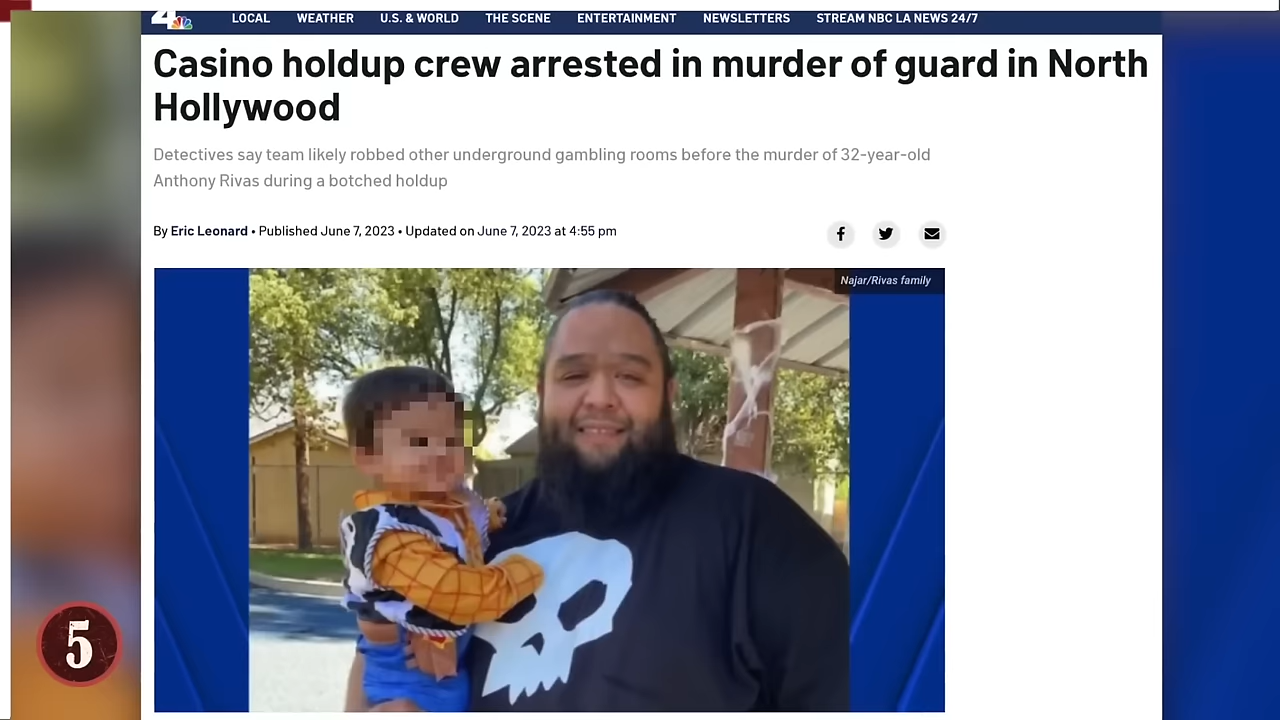 4
LOCAL WEATHER U.S. & WORLD THE SCENE ENTERTAINMENT NEWSLETTERS STREAM NBC LA NEWS 24/7
Casino holdup crew arrested in murder of guard in North
Hollywood
Detectives say team likely robbed other underground gambling rooms before the murder of 32-year-old
Anthony Rivas during a botched holdup
By Eric Leonard • Published June 7, 2023 • Updated on June 7, 2023 at 4:55 pm
Najar/Rivas family
5